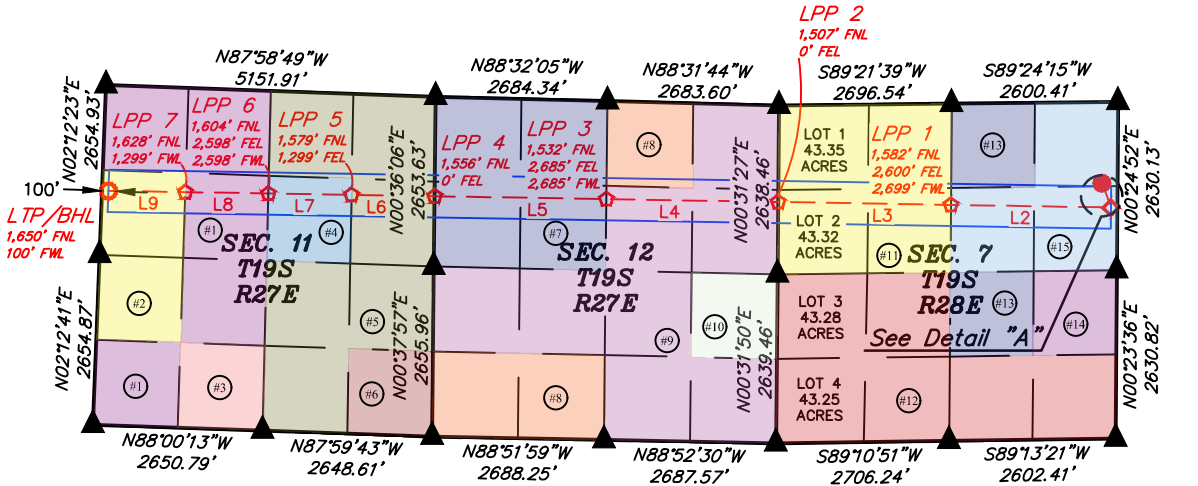 LPP 2
1,507' FNL
0' FEL
N87°58'49"W
5151.91'
N88°32'05"W
2684.34'
N88°31'44"W
2683.60'
S89°21'39"W
2696.54'
S89°24'15"W
2600.41'
N02°12'23"E
2654.93'
LPP 7
1,628' FNL
1,299' FWL
LPP 6
1,604' FNL
2,598' FEL
2,598' FWL
LPP 5
1,579' FNL
1,299' FEL
LPP 4
1,556' FNL
0' FEL
LPP 3
1,532' FNL
2,685' FEL
2,685' FWL
#8
LOT 1
43.35
ACRES
LPP 1
1,582' FNL
2,600' FEL
2,699' FWL
#13
N00°36'06"E
2653.63'
N00°31'27"E
2638.46'
N00°24'52"E
2630.13'
100'
LTP/BHL
1,650' FNL
100' FWL
L9
L8
L7
L6
L5
L4
L3
L2
#1
#4
#7
LOT 2
43.32
ACRES
#11
#15
SEC. 11
T19S
R27E
SEC. 12
T19S
R27E
SEC. 7
T19S
R28E
#2
#5
#9
#10
LOT 3
43.28
ACRES
#13
#14
See Detail "A"
N02°12'41"E
2654.87'
N00°37'57"E
2655.96'
N00°31'50"E
2639.46'
N00°23'36"E
2630.82'
#1
#3
#6
#8
LOT 4
43.25
ACRES
#12
N88°00'13"W
2650.79'
N87°59'43"W
2648.61'
N88°51'59"W
2688.25'
N88°52'30"W
2687.57'
S89°10'51"W
2706.24'
S89°13'21"W
2602.41'